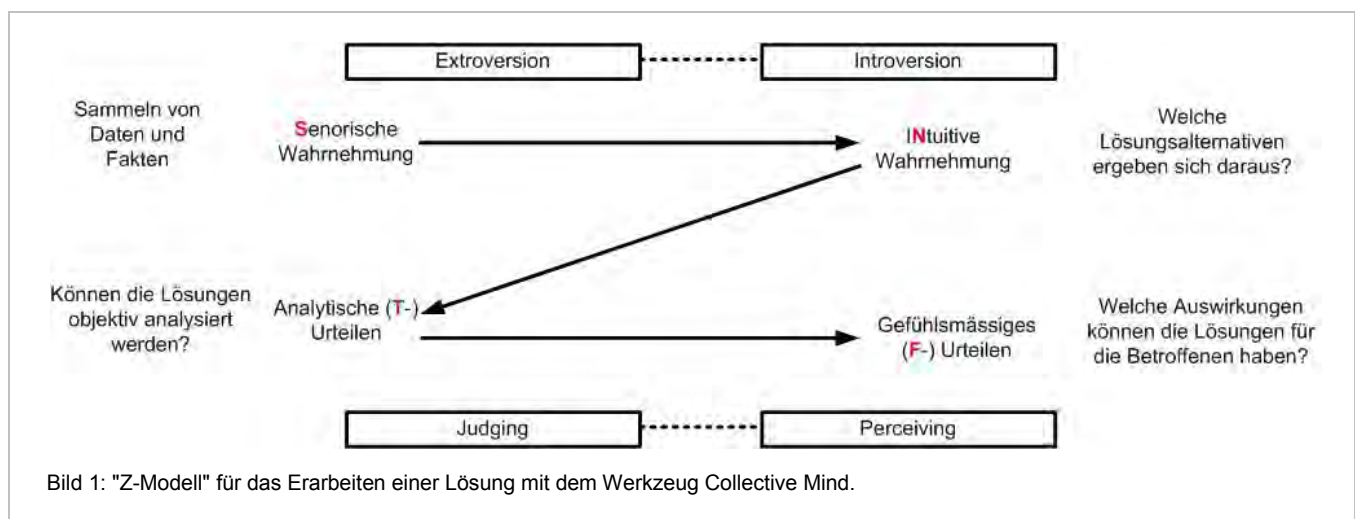 Extroversion
Introversion
Sammeln von
Daten und
Fakten
Senorische
Wahrnehmung
INtuitive
Wahrnehmung
Welche
Lösungsalternativen
ergeben sich daraus?
Können die Lösungen
objektiv analysiert
werden?
Analytische (T-)
Urteilen
Gefühlsmässiges
(F-) Urteilen
Welche Auswirkungen
können die Lösungen für
die Betroffenen haben?
Judging
Perceiving
Bild 1: "Z-Modell" für das Erarbeiten einer Lösung mit dem Werkzeug Collective Mind.